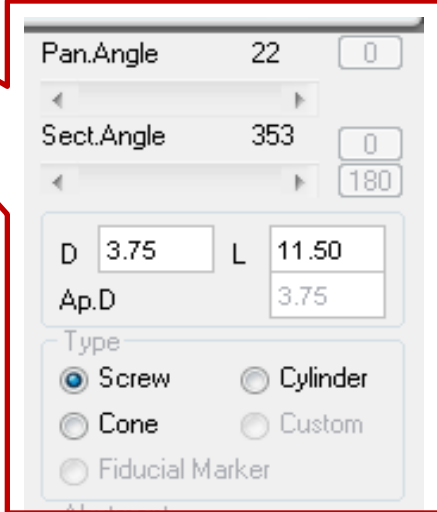 Pan.Angle 22 0
Sect.Angle 353 0
180
D 3.75 L 11.50
Ap.D 3.75
Type
Screw Cylinder
Cone Custom
Fiducial Marker